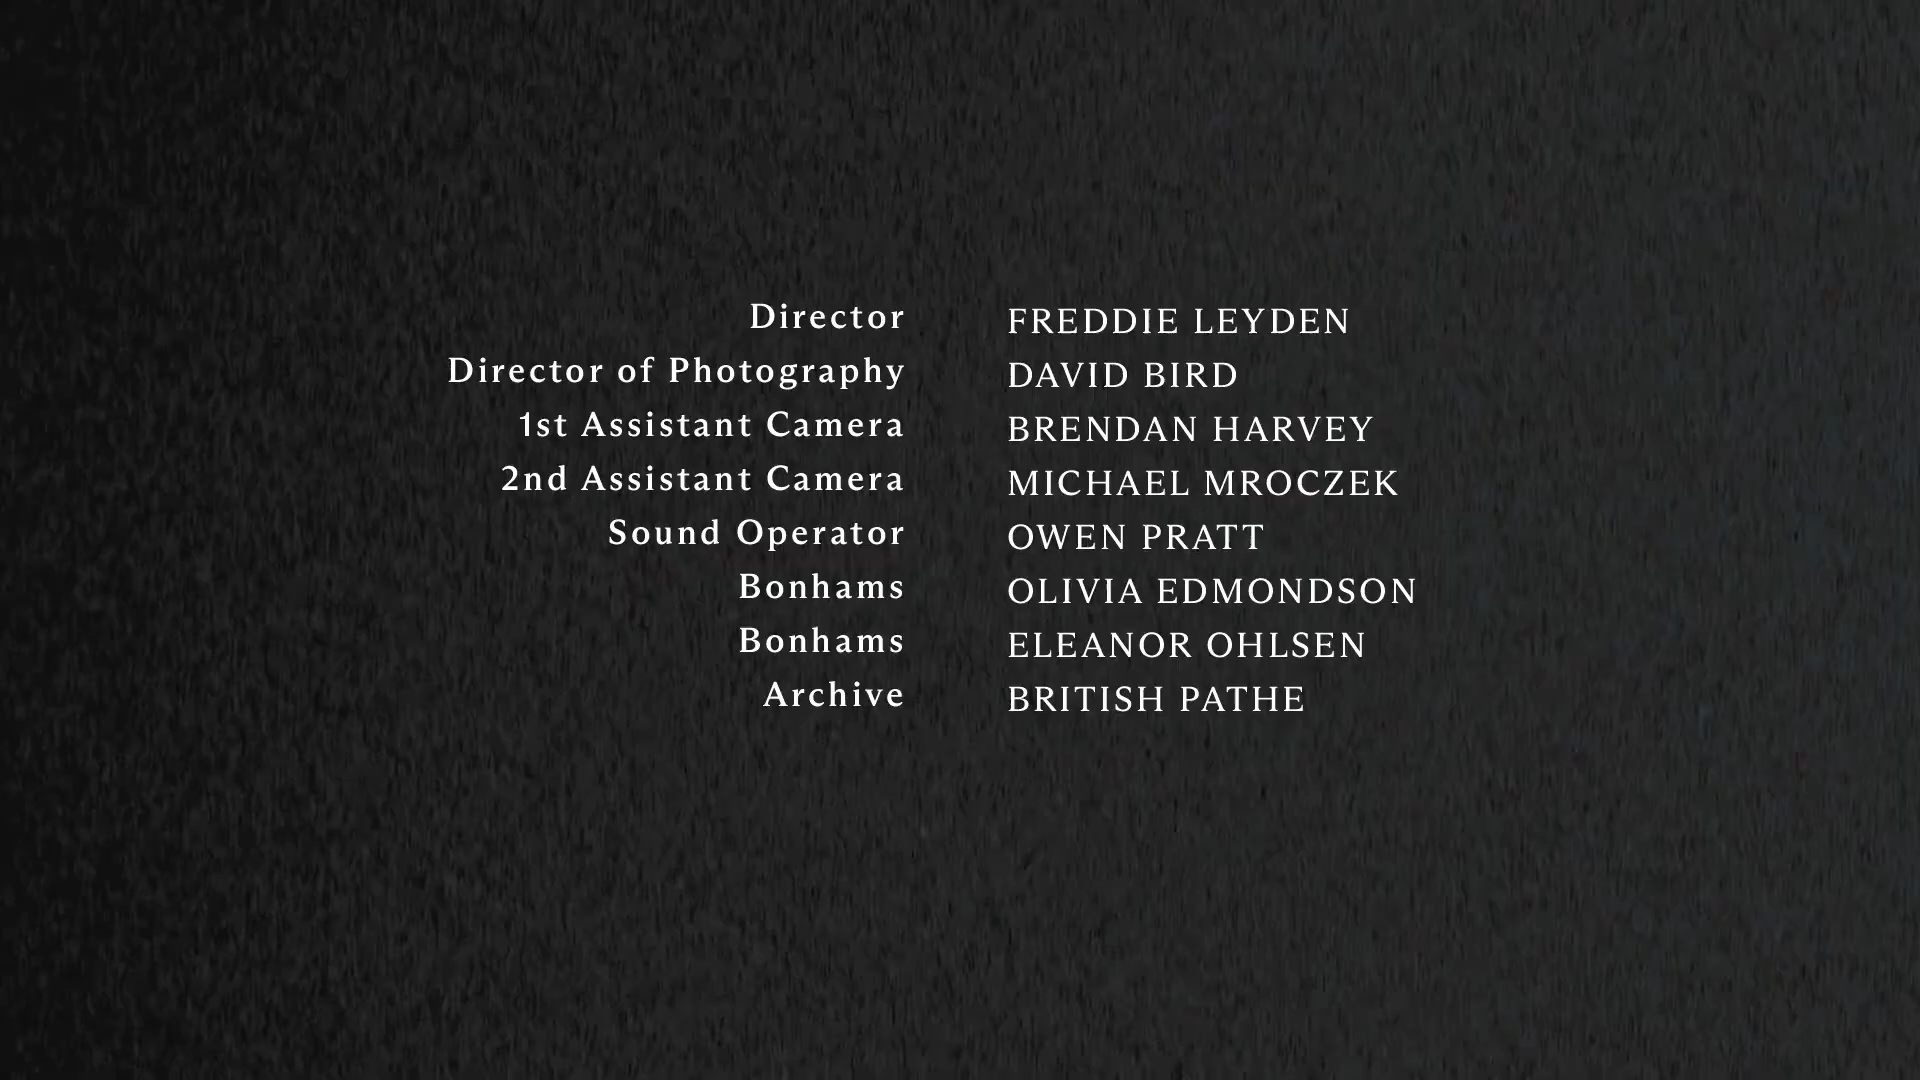 Director FREDDIE LEYDEN
Director of Photography DAVID BIRD
1st Assistant Camera BRENDAN HARVEY
2nd Assistant Camera MICHAEL MROCZEK
Sound Operator OWEN PRATT
Bonhams OLIVIA EDMONDSON
Bonhams ELEANOR OHLSEN
Archive BRITISH PATHE